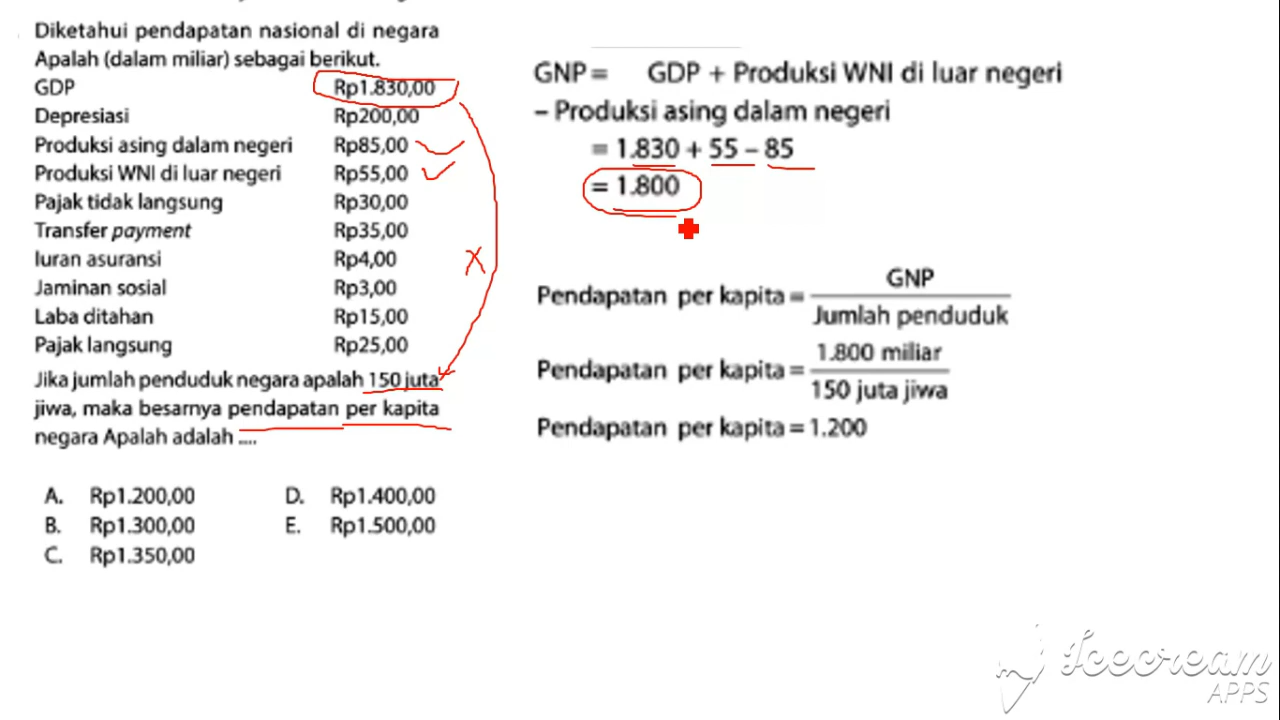 Diketahui pendapatan nasional di negara
Apalah (dalam miliar) sebagai berikut.
GDP Rp1.830,00
Depresiasi Rp200,00
Produksi asing dalam negeri Rp85,00
Produksi WNI di luar negeri Rp55,00
Pajak tidak langsung Rp30,00
Transfer payment Rp35,00
Iuran asuransi Rp4,00
Jaminan sosial Rp3,00
Laba ditahan Rp15,00
Pajak langsung Rp25,00
Jika jumlah penduduk negara apalah 150 juta
jiwa, maka besarnya pendapatan per kapita
negara Apalah adalah ....
A. Rp1.200,00 D. Rp1.400,00
B. Rp1.300,00 E. Rp1.500,00
C. Rp1.350,00
X
GNP = GDP + Produksi WNI di luar negeri
– Produksi asing dalam negeri
= 1.830 + 55 – 85
= 1.800
Pendapatan per kapita = GNP
Jumlah penduduk
Pendapatan per kapita = 1.800 miliar
150 juta jiwa
Pendapatan per kapita = 1.200
Icecream
APPS